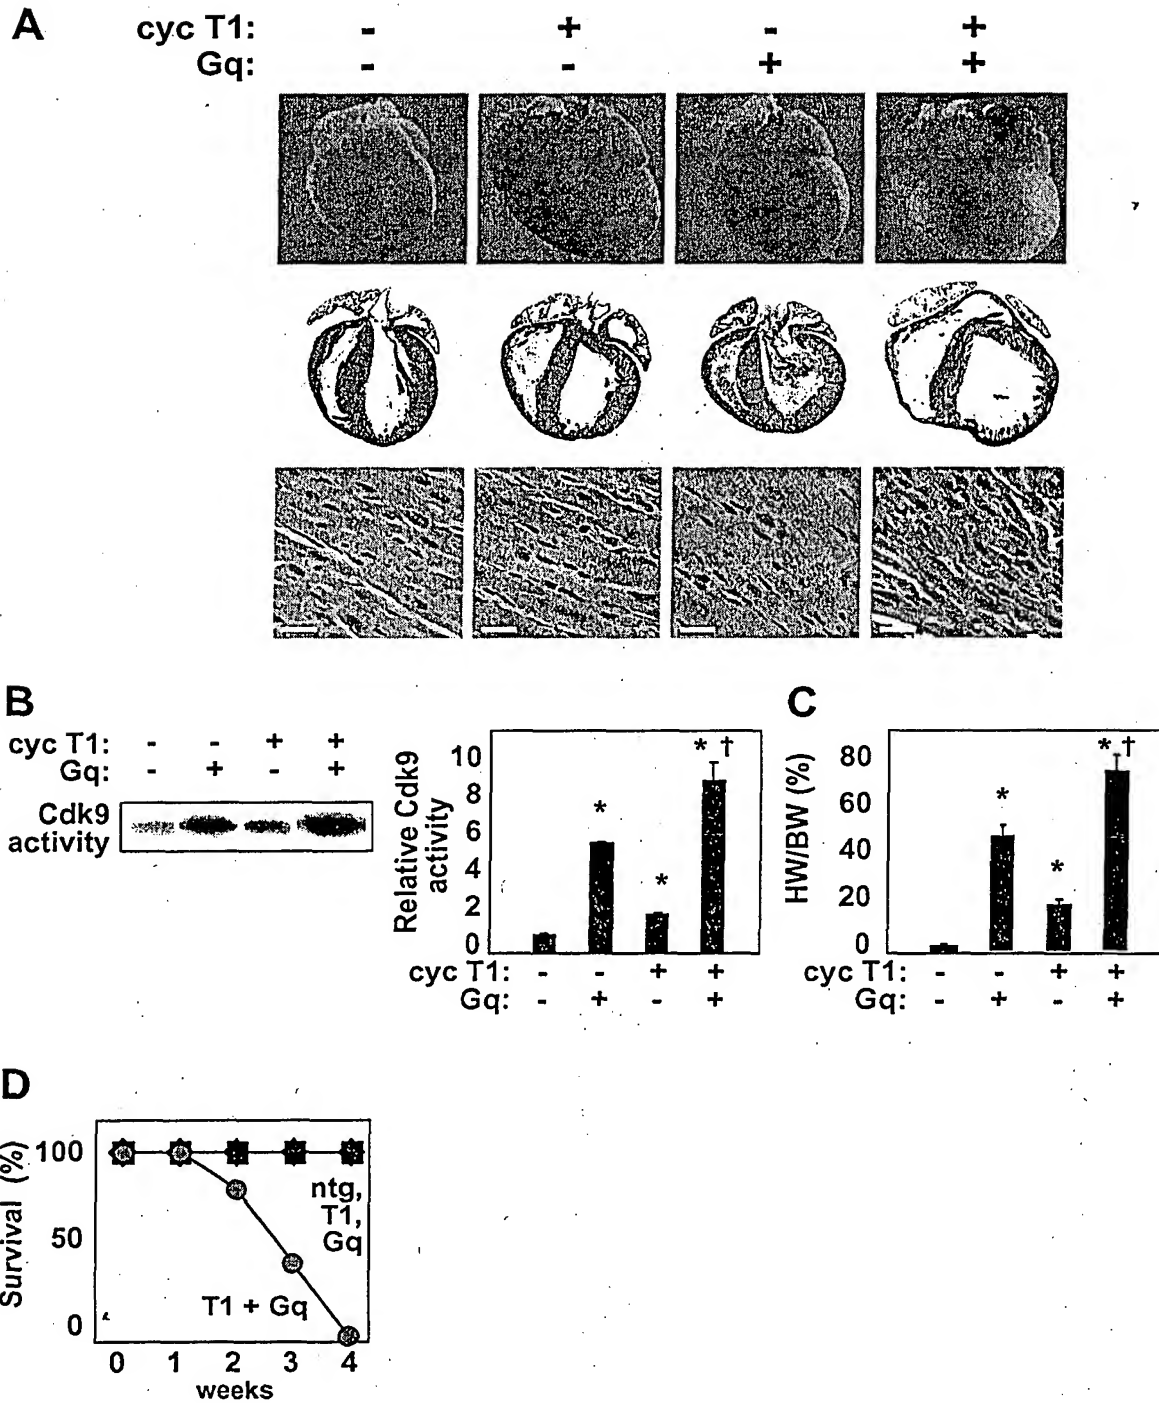 A
cyc T1: - + - +
Gq: - - + +
B
cyc T1: - - + +
Gq: - + - +
Cdk9
activity
Relative Cdk9
activity
10
8
6
4
2
0
*
*
* †
cyc T1: - - + +
Gq: - + - +
C
HW/BW (%)
80
60
40
20
0
*
*
* †
cyc T1: - - + +
Gq: - + - +
D
Survival (%)
100
50
0
ntg,
T1,
Gq
T1 + Gq
0 1 2 3 4
weeks